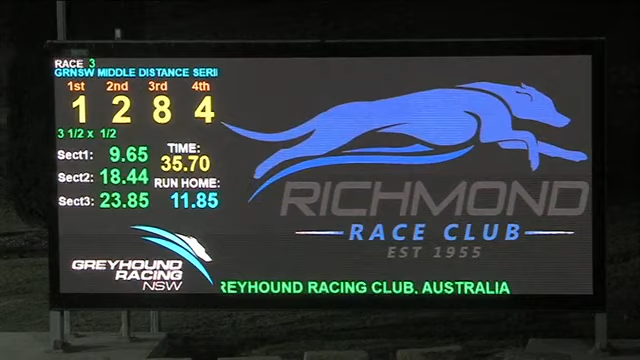 RACE 3
GRNSW MIDDLE DISTANCE SERI
1st 2nd 3rd 4th
1 2 8 4
3 1/2 x 1/2
Sect1: 9.65
TIME:
35.70
Sect2: 18.44
RUN HOME:
Sect3: 23.85 11.85
GREYHOUND
RACING
NSW
RICHMOND
RACE CLUB
EST 1955
REYHOUND RACING CLUB, AUSTRALIA